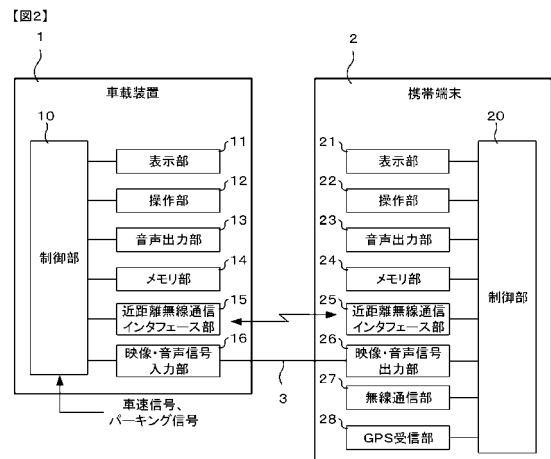 【図2】
1
車載装置
10
制御部
11
表示部
12
操作部
13
音声出力部
14
メモリ部
15
近距離無線通信
インタフェース部
16
映像・音声信号
入力部
車速信号、
パーキング信号
3
2
携帯端末
20
制御部
21
表示部
22
操作部
23
音声出力部
24
メモリ部
25
近距離無線通信
インタフェース部
26
映像・音声信号
出力部
27
無線通信部
28
GPS受信部